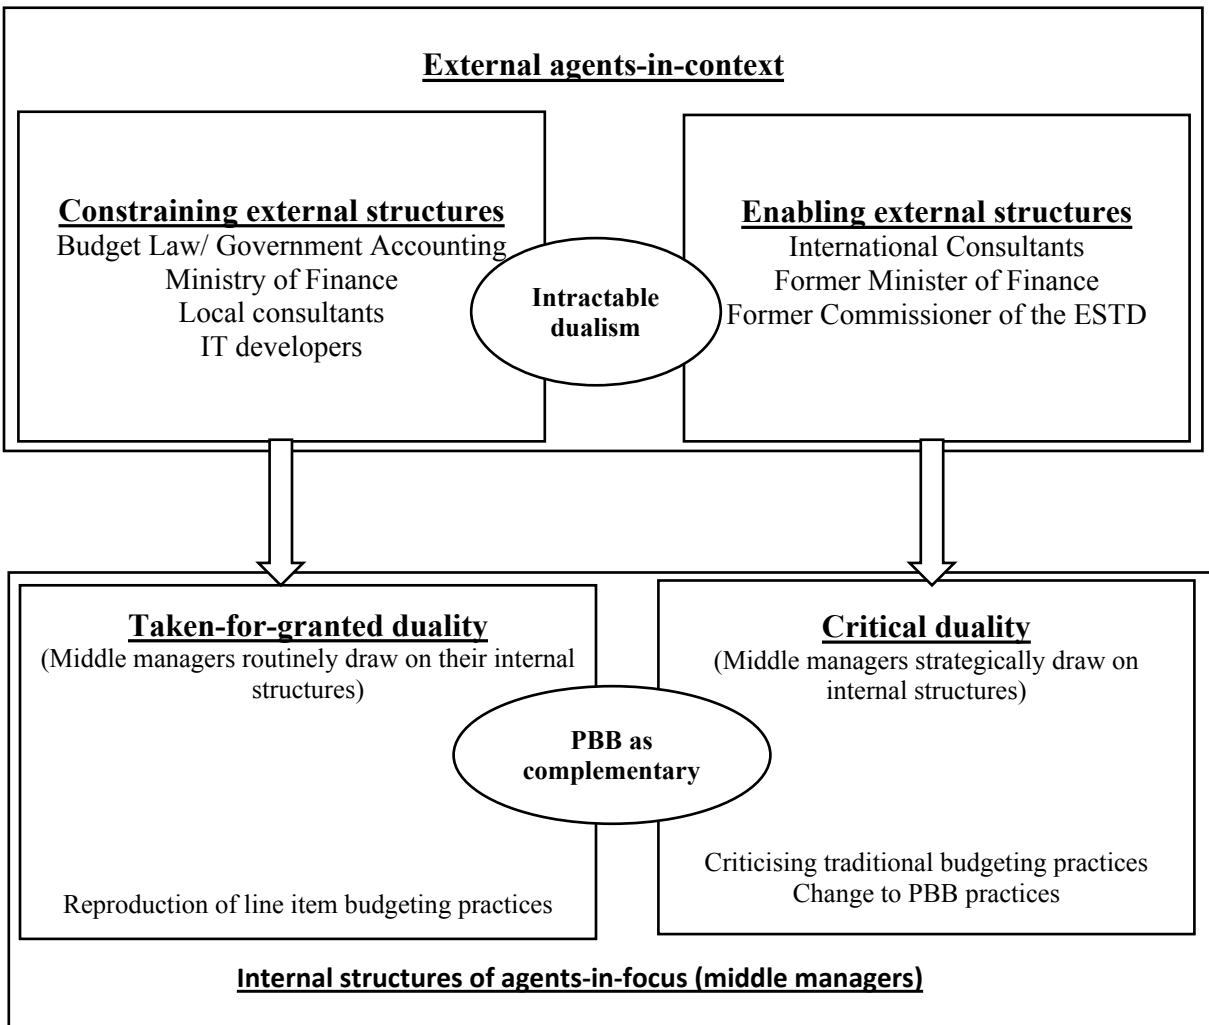 External agents-in-context
Constraining external structures
Budget Law/ Government Accounting
Ministry of Finance
Local consultants
IT developers
Intractable
dualism
Enabling external structures
International Consultants
Former Minister of Finance
Former Commissioner of the ESTD
Taken-for-granted duality
(Middle managers routinely draw on their internal
structures)
Reproduction of line item budgeting practices
PBB as
complementary
Critical duality
(Middle managers strategically draw on
internal structures)
Criticising traditional budgeting practices
Change to PBB practices
Internal structures of agents-in-focus (middle managers)